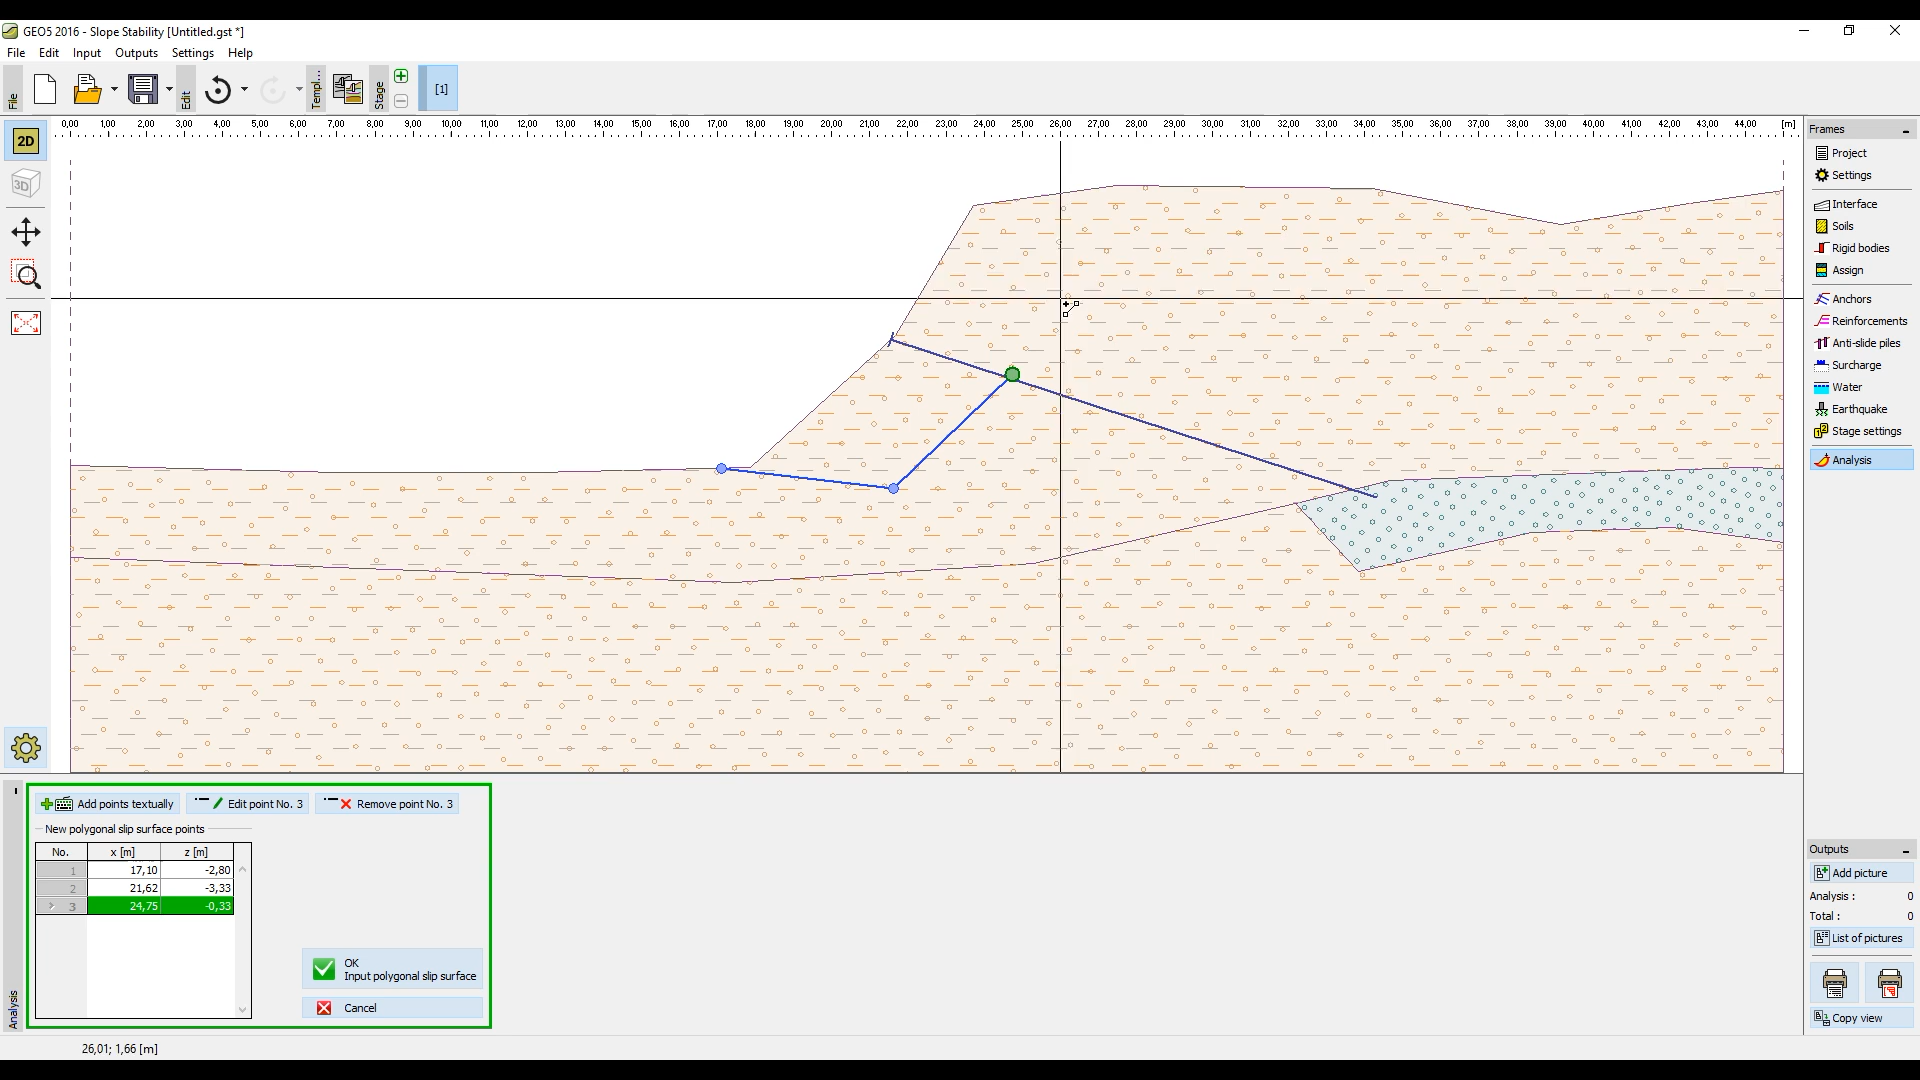 GEO5 2016 - Slope Stability [Untitled.gst *]
File Edit Input Outputs Settings Help
File
Edit
Templ...
Stage
[1]
0,00 1,00 2,00 3,00 4,00 5,00 6,00 7,00 8,00 9,00 10,00 11,00 12,00 13,00 14,00 15,00 16,00 17,00 18,00 19,00 20,00 21,00 22,00 23,00 24,00 25,00 26,00 27,00 28,00 29,00 30,00 31,00 32,00 33,00 34,00 35,00 36,00 37,00 38,00 39,00 40,00 41,00 42,00 43,00 44,00 [m]
2D
3D
Frames
Project
Settings
Interface
Soils
Rigid bodies
Assign
Anchors
Reinforcements
Anti-slide piles
Surcharge
Water
Earthquake
Stage settings
Analysis
Add points textually Edit point No. 3 Remove point No. 3
New polygonal slip surface points
No. x [m] z [m]
1 17,10 -2,80
2 21,62 -3,33
> 3 24,75 -0,33
OK
Input polygonal slip surface
Cancel
Analysis
Outputs
Add picture
Analysis : 0
Total : 0
List of pictures
Copy view
26,01; 1,66 [m]